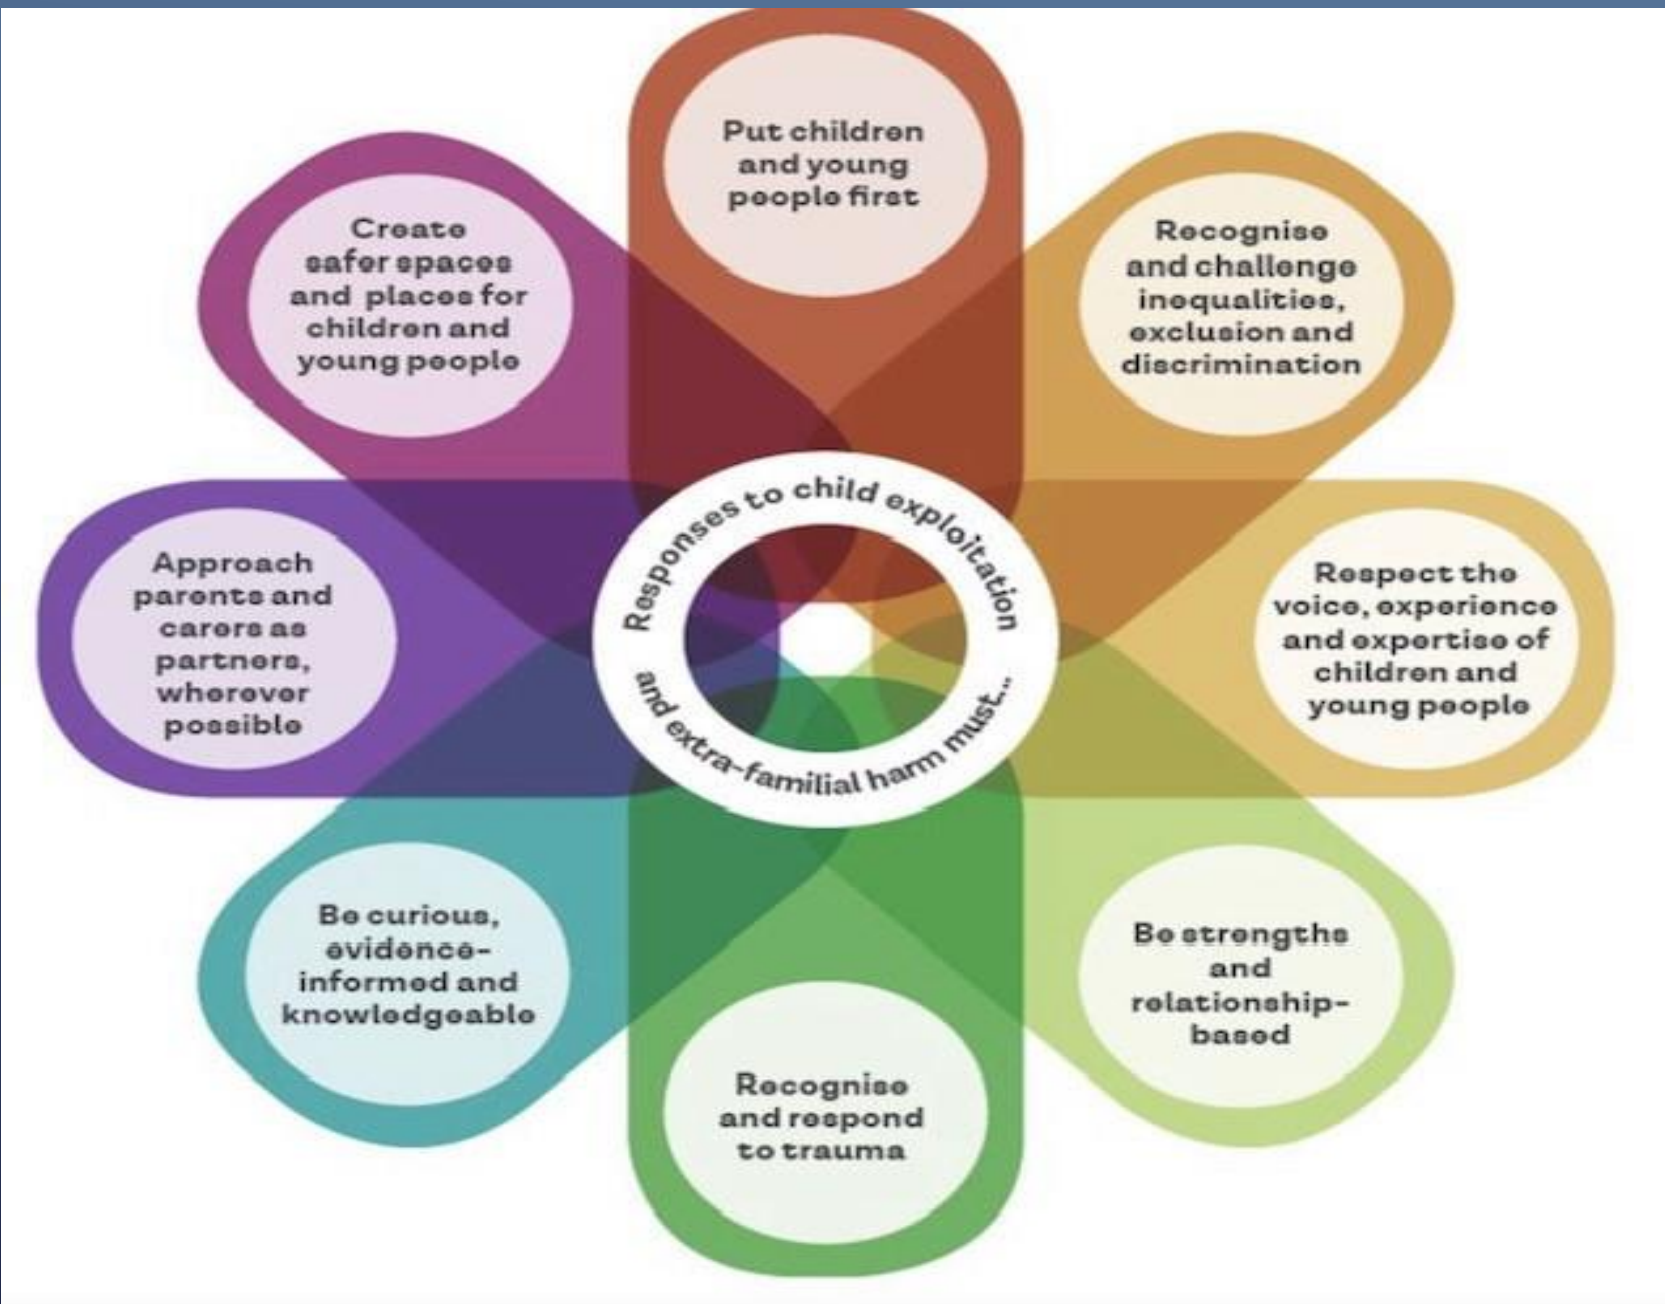 Put children
and young
people first
Recognise
and challenge
inequalities,
exclusion and
discrimination
Respect the
voice, experience
and expertise of
children and
young people
Be strengths
and
relationship-
based
Recognise
and respond
to trauma
Be curious,
evidence-
informed and
knowledgeable
Approach
parents and
carers as
partners,
wherever
possible
Create
safer spaces
and places for
children and
young people
Responses to child exploitation
and extra-familial harm must...